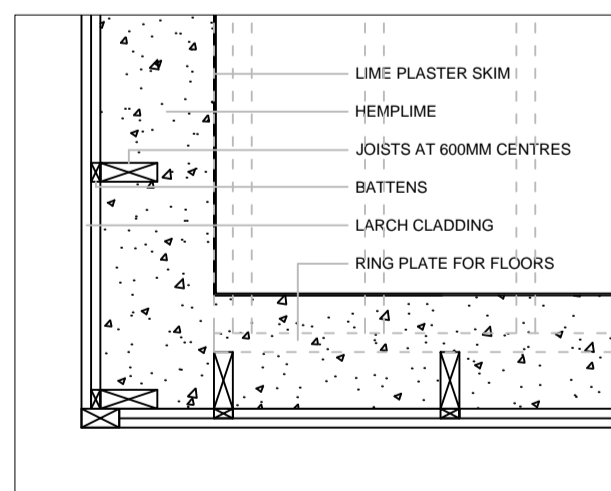 LIME PLASTER SKIM
HEMPLIME
JOISTS AT 600MM CENTRES
BATTENS
LARCH CLADDING
RING PLATE FOR FLOORS